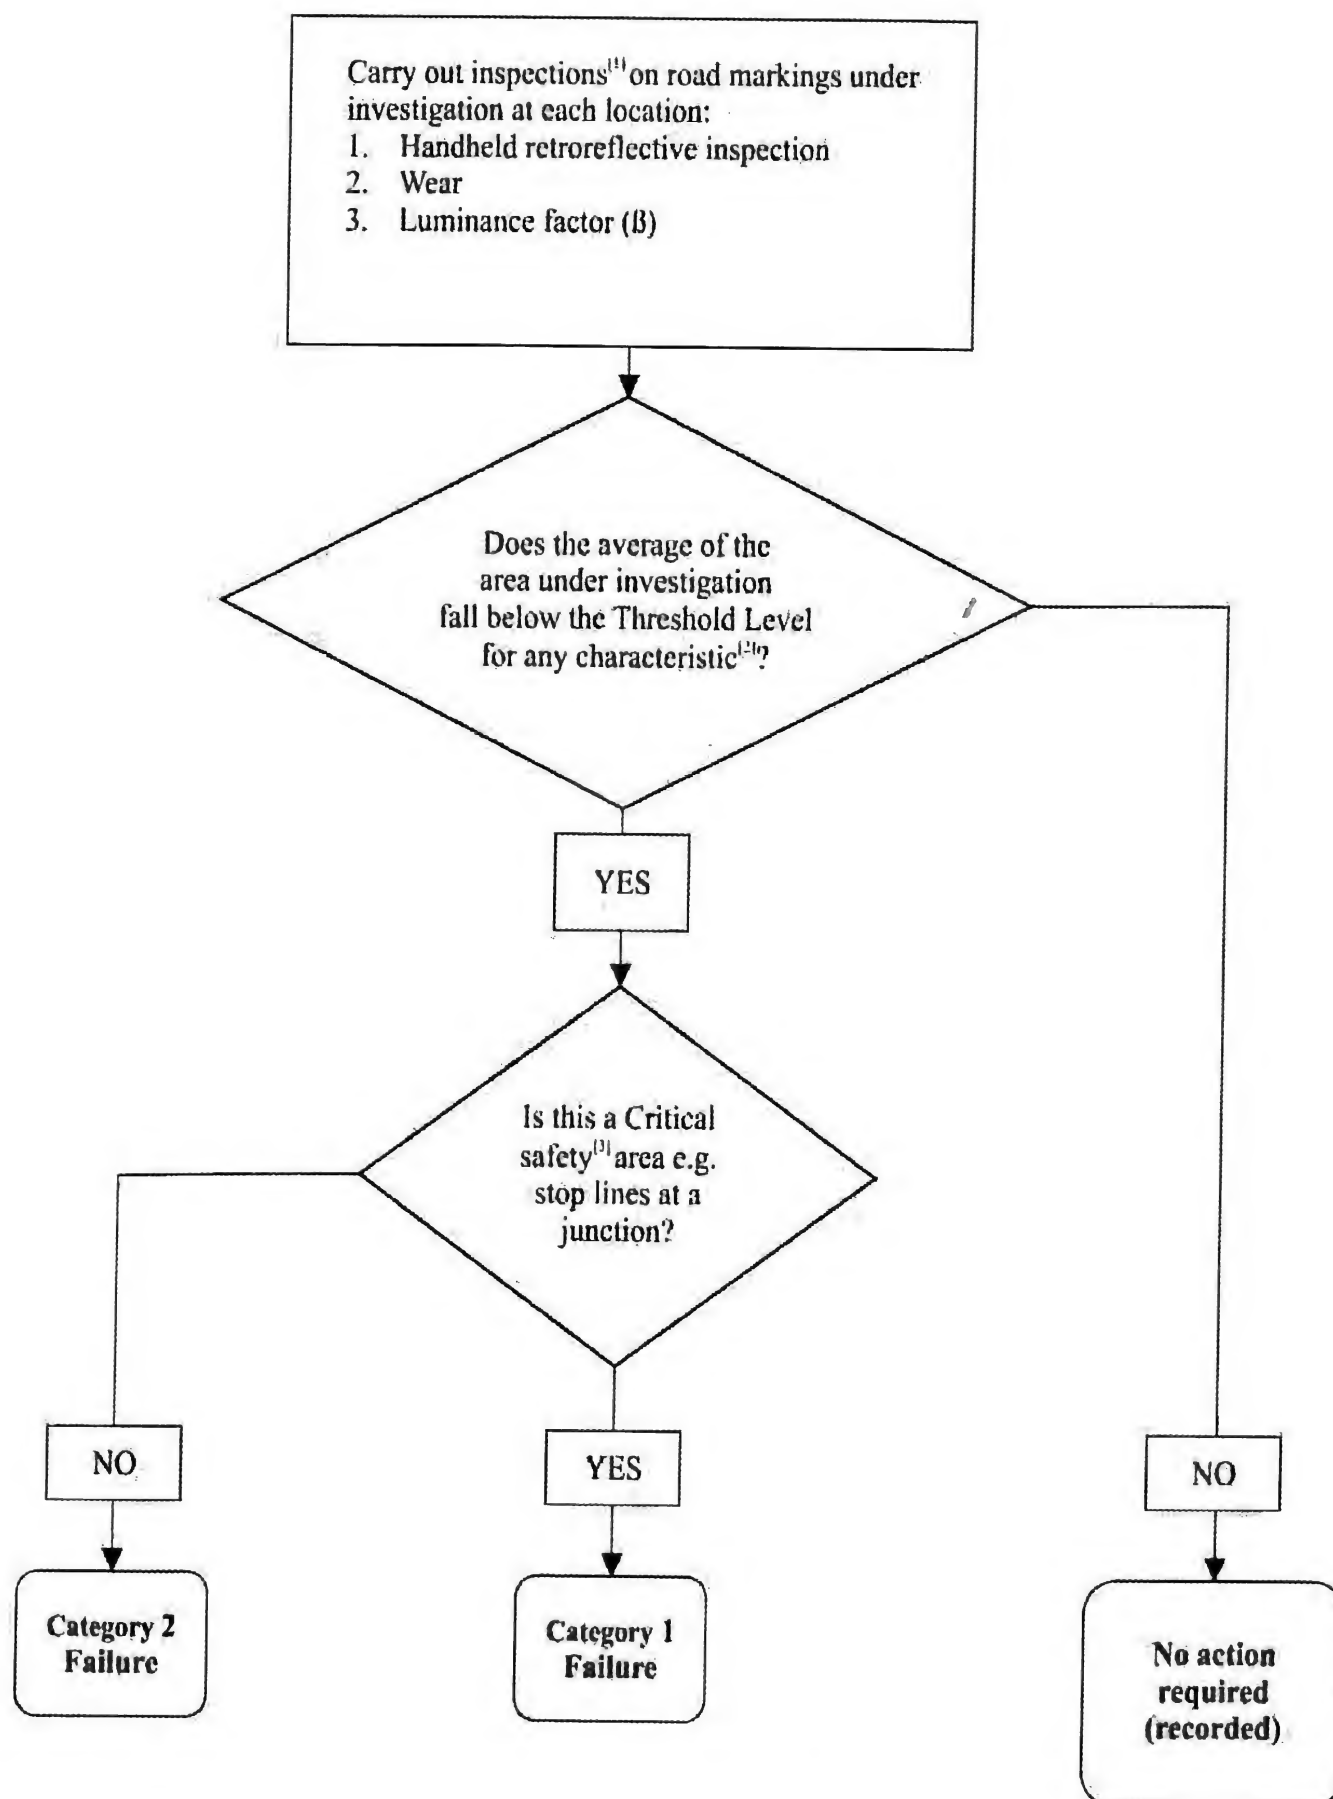 Carry out inspections[1] on road markings under
investigation at each location:
1. Handheld retroreflective inspection
2. Wear
3. Luminance factor (ß)
Does the average of the
area under investigation
fall below the Threshold Level
for any characteristic[2]?
YES
Is this a Critical
safety[3] area e.g.
stop lines at a
junction?
NO
YES
NO
Category 2
Failure
Category 1
Failure
No action
required
(recorded)